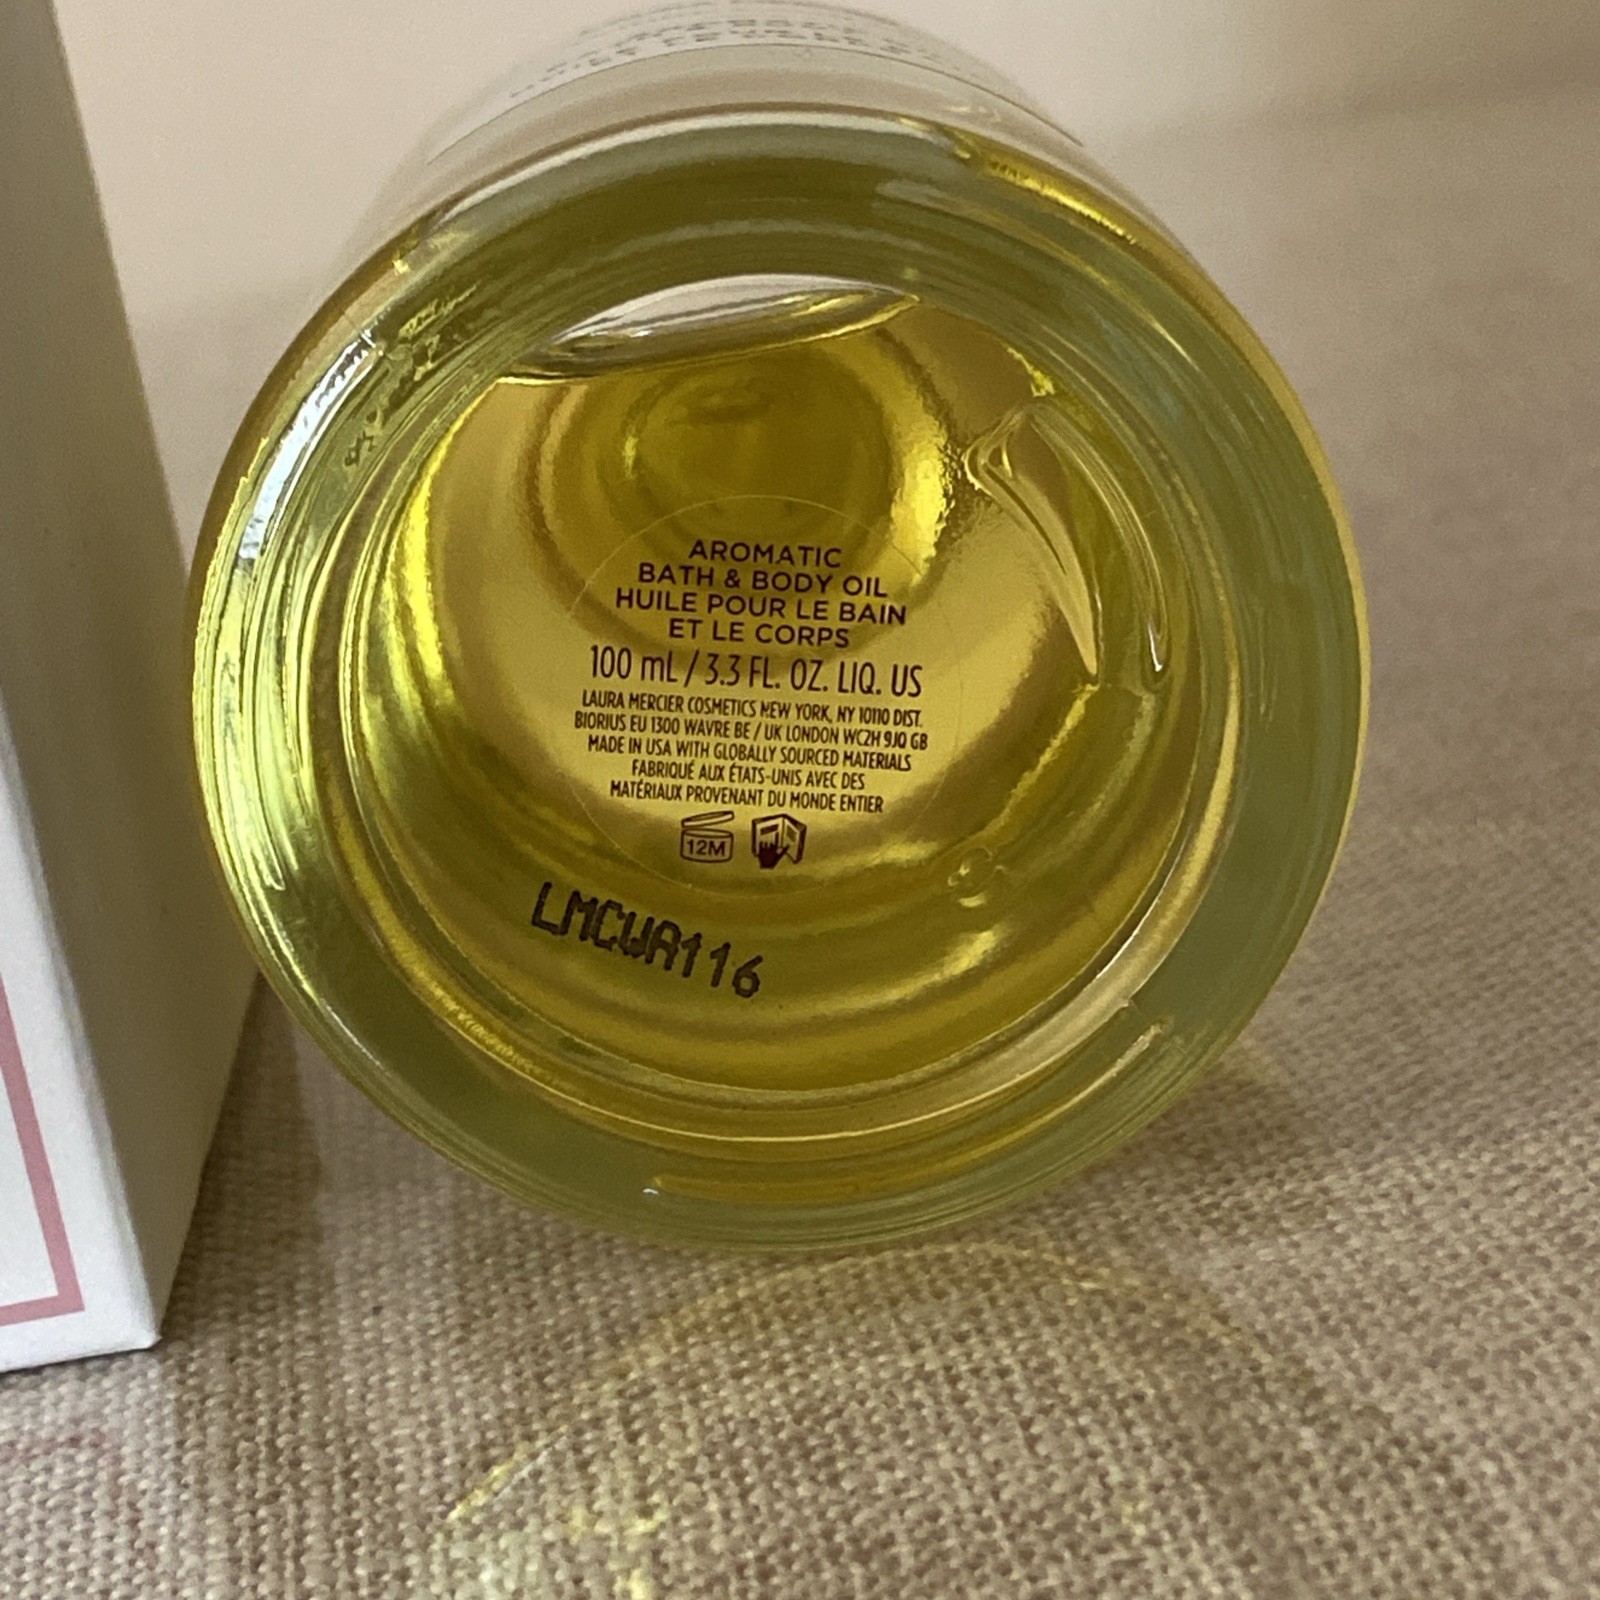 AROMATIC
BATH & BODY OIL
HUILE POUR LE BAIN
ET LE CORPS
100 mL / 3.3 FL. OZ. LIQ. US
LAURA MERCIER COSMETICS NEW YORK, NY 10110 DIST.
BIORIUS EU 1300 WAVRE BE / UK LONDON WC2H 9JQ GB
MADE IN USA WITH GLOBALLY SOURCED MATERIALS
FABRIQUÉ AUX ÉTATS-UNIS AVEC DES
MATÉRIAUX PROVENANT DU MONDE ENTIER
12M
LMCWA116